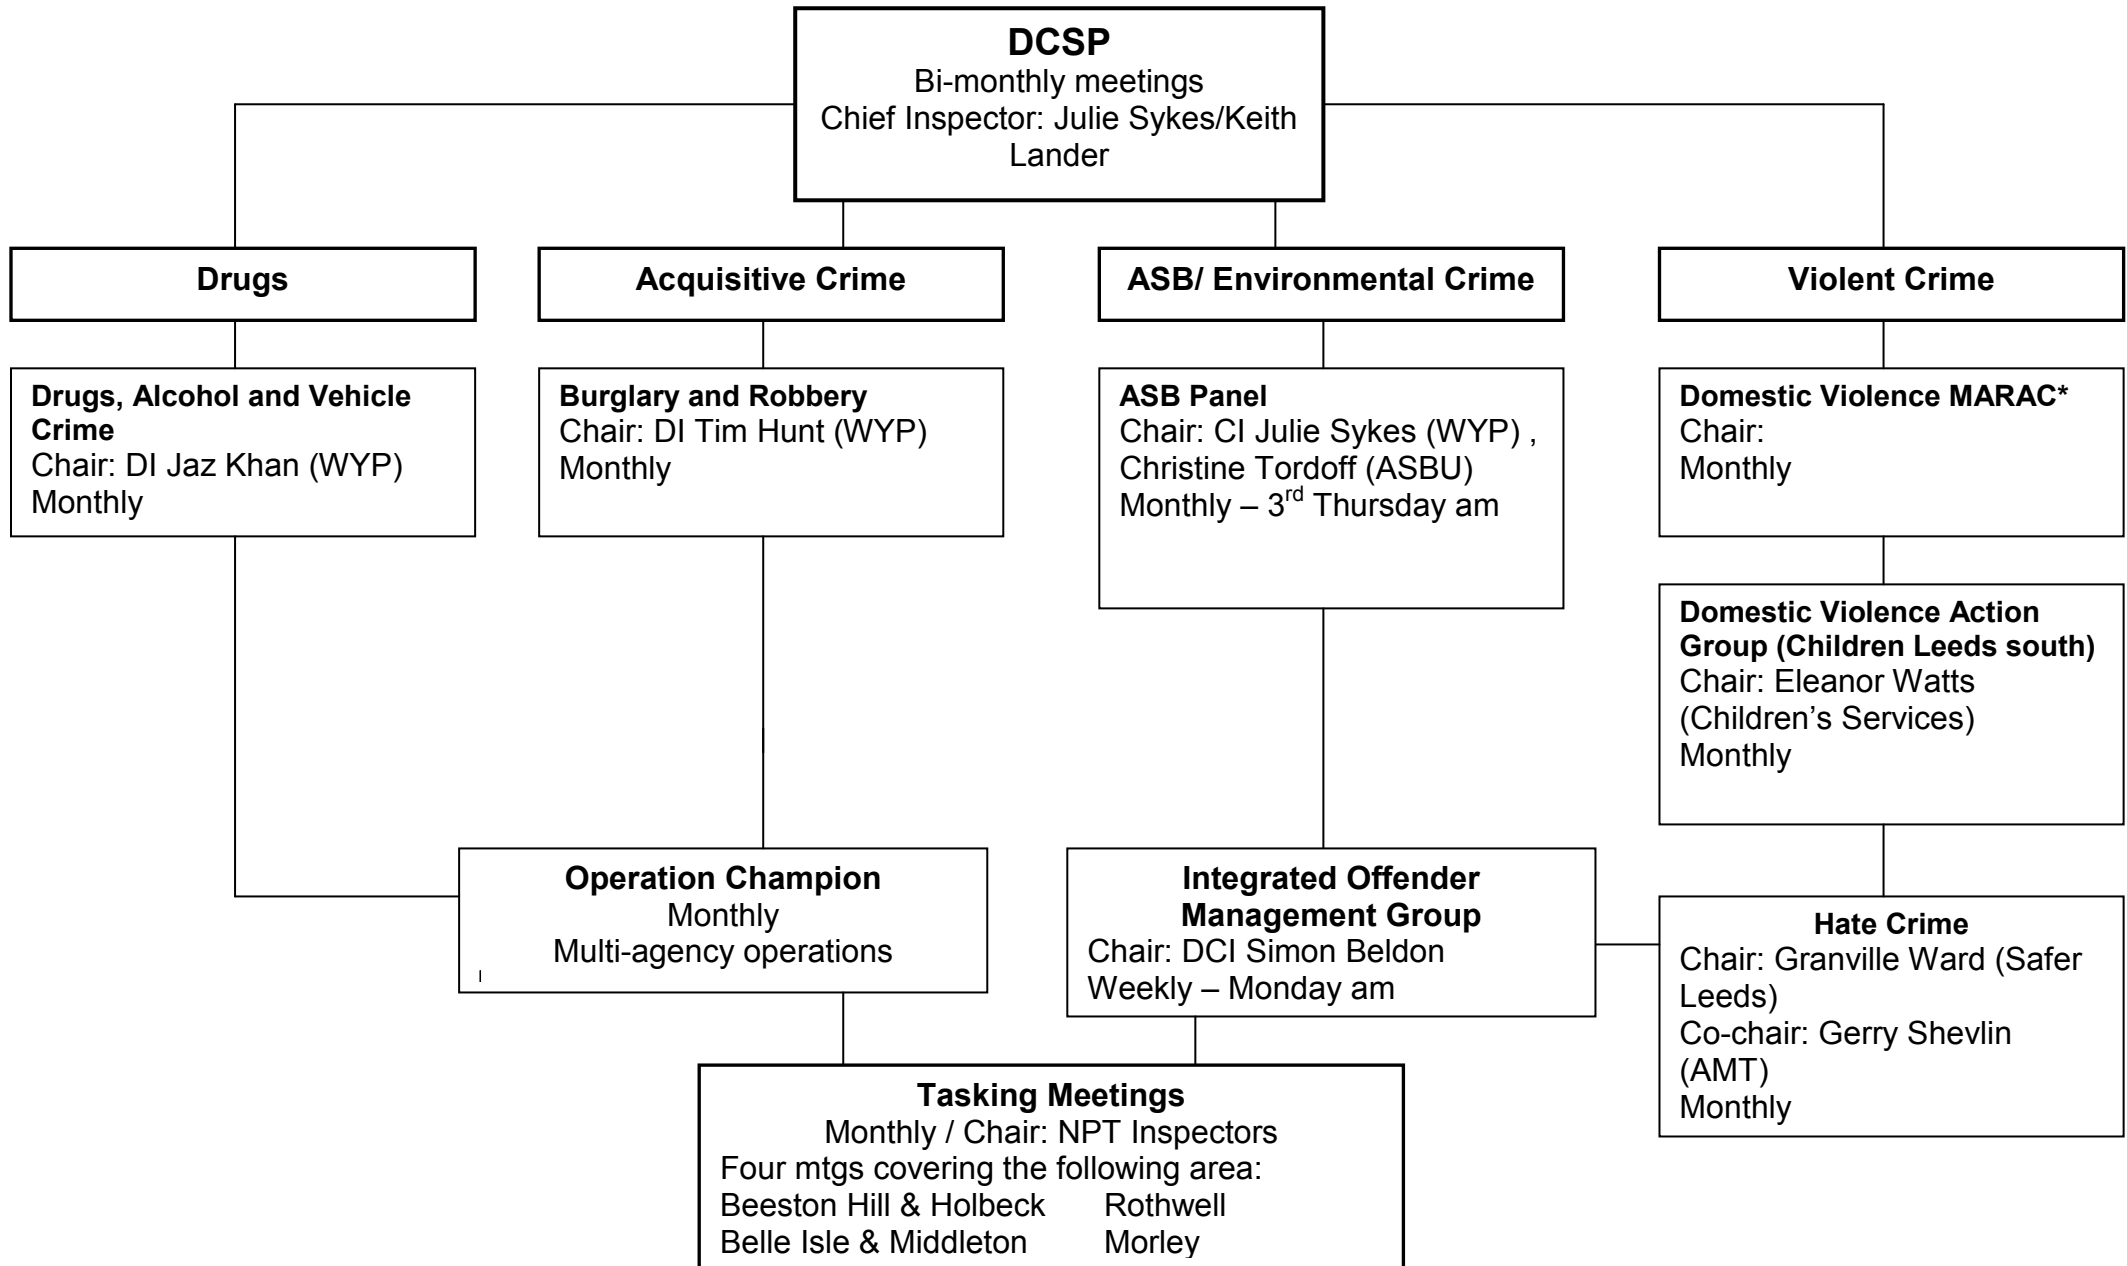 DCSP
Bi-monthly meetings
Chief Inspector: Julie Sykes/Keith
Lander
Drugs
Acquisitive Crime
ASB/ Environmental Crime
Violent Crime
Drugs, Alcohol and Vehicle
Crime
Chair: DI Jaz Khan (WYP)
Monthly
Burglary and Robbery
Chair: DI Tim Hunt (WYP)
Monthly
ASB Panel
Chair: CI Julie Sykes (WYP) ,
Christine Tordoff (ASBU)
Monthly – 3rd Thursday am
Domestic Violence MARAC*
Chair:
Monthly
Domestic Violence Action
Group (Children Leeds south)
Chair: Eleanor Watts
(Children’s Services)
Monthly
Operation Champion
Monthly
Multi-agency operations
Integrated Offender
Management Group
Chair: DCI Simon Beldon
Weekly – Monday am
Hate Crime
Chair: Granville Ward (Safer
Leeds)
Co-chair: Gerry Shevlin
(AMT)
Monthly
Tasking Meetings
Monthly / Chair: NPT Inspectors
Four mtgs covering the following area:
Beeston Hill & Holbeck Rothwell
Belle Isle & Middleton Morley